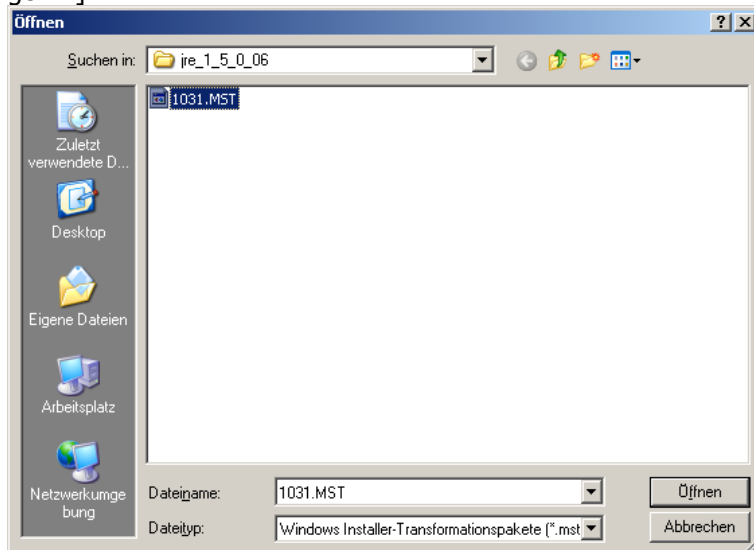 Öffnen
Suchen in:
jre_1_5_0_06
1031.MST
Zuletzt
verwendete D...
Desktop
Eigene Dateien
Arbeitsplatz
Netzwerkumge
bung
Dateiname:
1031.MST
Öffnen
Dateityp:
Windows Installer-Transformationspakete (*.mst
Abbrechen